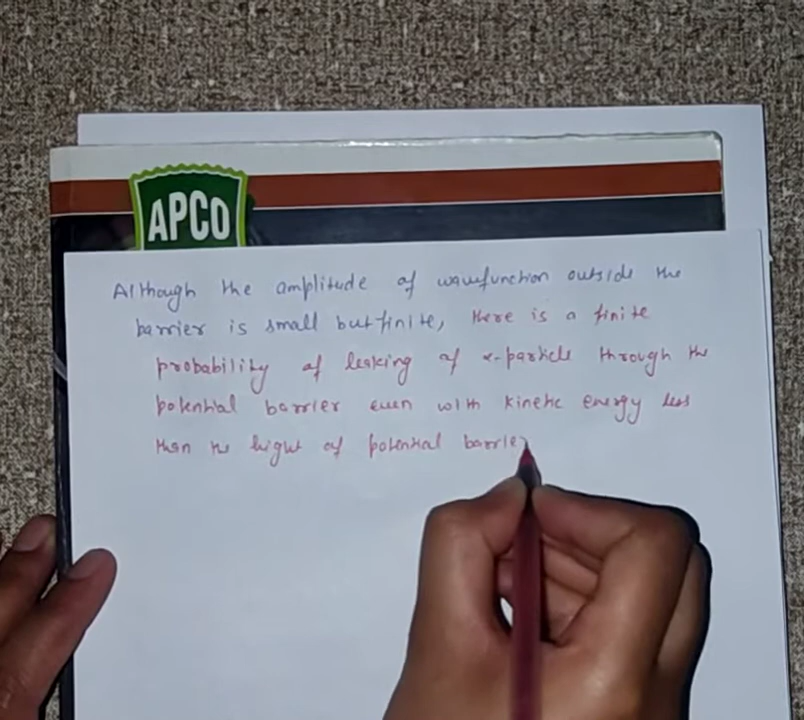 APCO
Although the amplitude of wavefunction outside the
barrier is small but finite, there is a finite
probability of leaking of α-particle through the
potential barrier even with kinetic energy less
than the hight of potential barrie